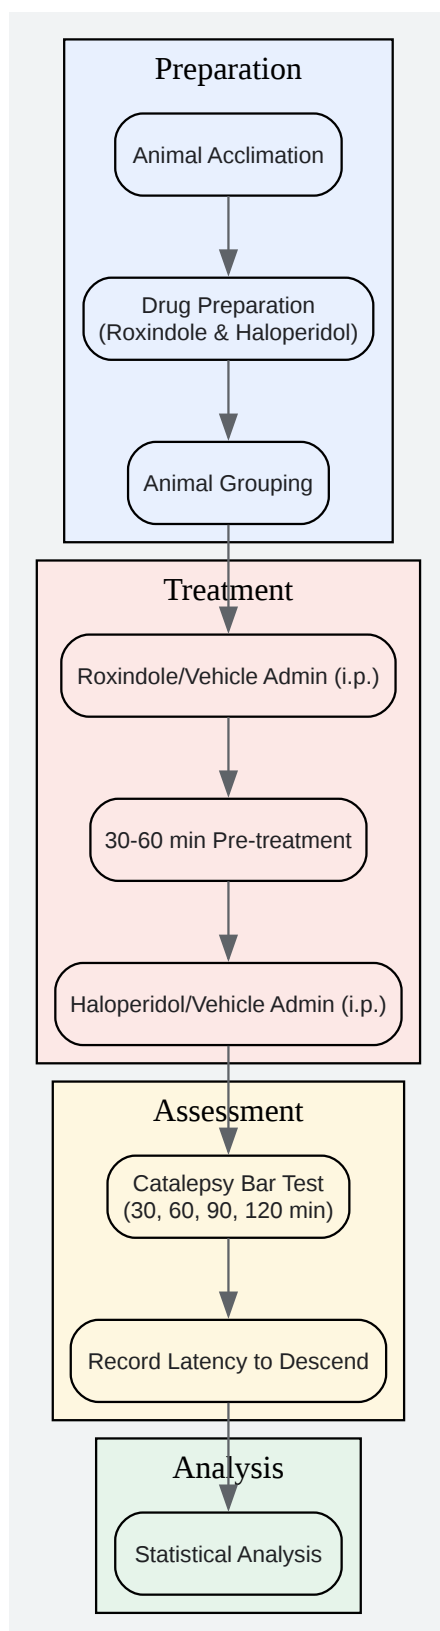 Preparation
Animal Acclimation
Drug Preparation
(Roxindole & Haloperidol)
Animal Grouping
Treatment
Roxindole/Vehicle Admin (i.p.)
30-60 min Pre-treatment
Haloperidol/Vehicle Admin (i.p.)
Assessment
Catalepsy Bar Test
(30, 60, 90, 120 min)
Record Latency to Descend
Analysis
Statistical Analysis